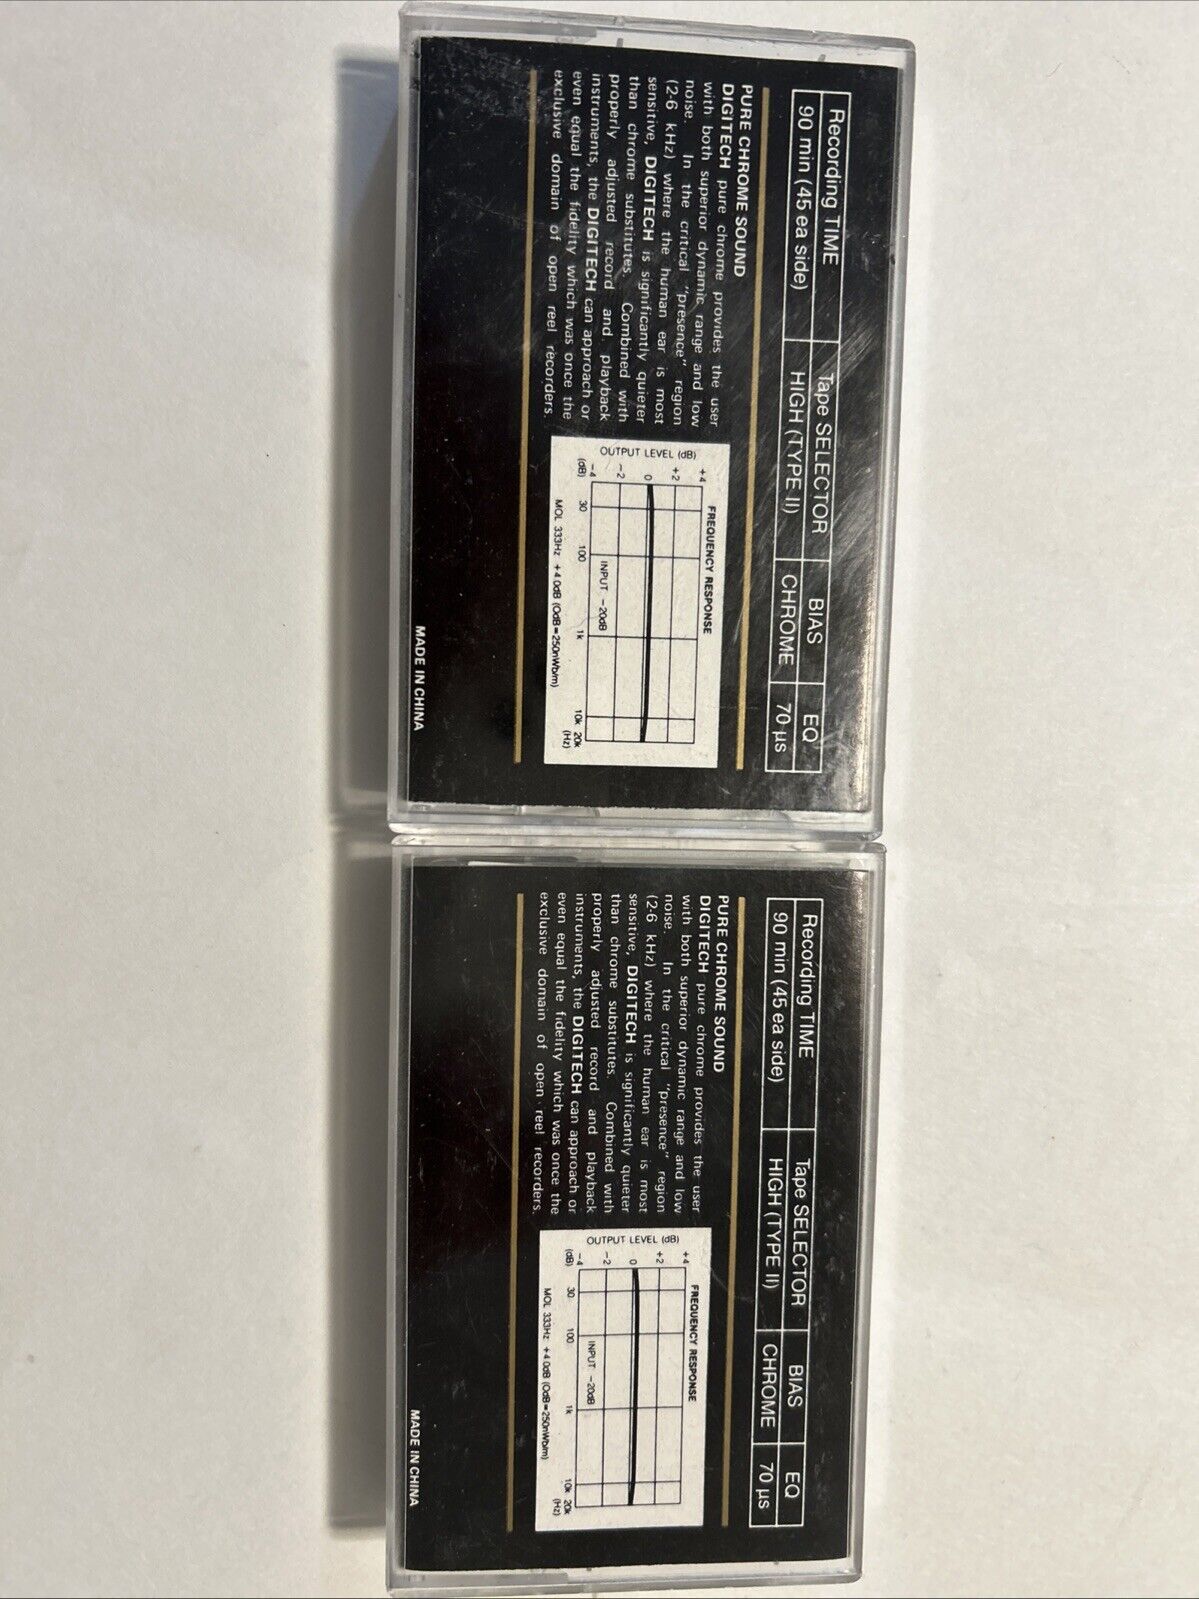 Recording TIME Tape SELECTOR BIAS EQ
90 min (45 ea side) HIGH (TYPE II) CHROME 70 µs
PURE CHROME SOUND
DIGITECH pure chrome provides the user
with both superior dynamic range and low
noise. In the critical "presence" region
(2-6 kHz) where the human ear is most
sensitive, DIGITECH is significantly quieter
than chrome substitutes. Combined with
properly adjusted record and playback
instruments, the DIGITECH can approach or
even equal the fidelity which was once the
exclusive domain of open reel recorders.
FREQUENCY RESPONSE
OUTPUT LEVEL (dB)
+4
+2
0
-2
-4
(dB)
INPUT -20dB
30 100 1k 10k 20k
(Hz)
MOL 333Hz +4.0dB (0dB=250nWb/m)
MADE IN CHINA
Recording TIME Tape SELECTOR BIAS EQ
90 min (45 ea side) HIGH (TYPE II) CHROME 70 µs
PURE CHROME SOUND
DIGITECH pure chrome provides the user
with both superior dynamic range and low
noise. In the critical "presence" region
(2-6 kHz) where the human ear is most
sensitive, DIGITECH is significantly quieter
than chrome substitutes. Combined with
properly adjusted record and playback
instruments, the DIGITECH can approach or
even equal the fidelity which was once the
exclusive domain of open reel recorders.
FREQUENCY RESPONSE
OUTPUT LEVEL (dB)
+4
+2
0
-2
-4
(dB)
INPUT -20dB
30 100 1k 10k 20k
(Hz)
MOL 333Hz +4.0dB (0dB=250nWb/m)
MADE IN CHINA